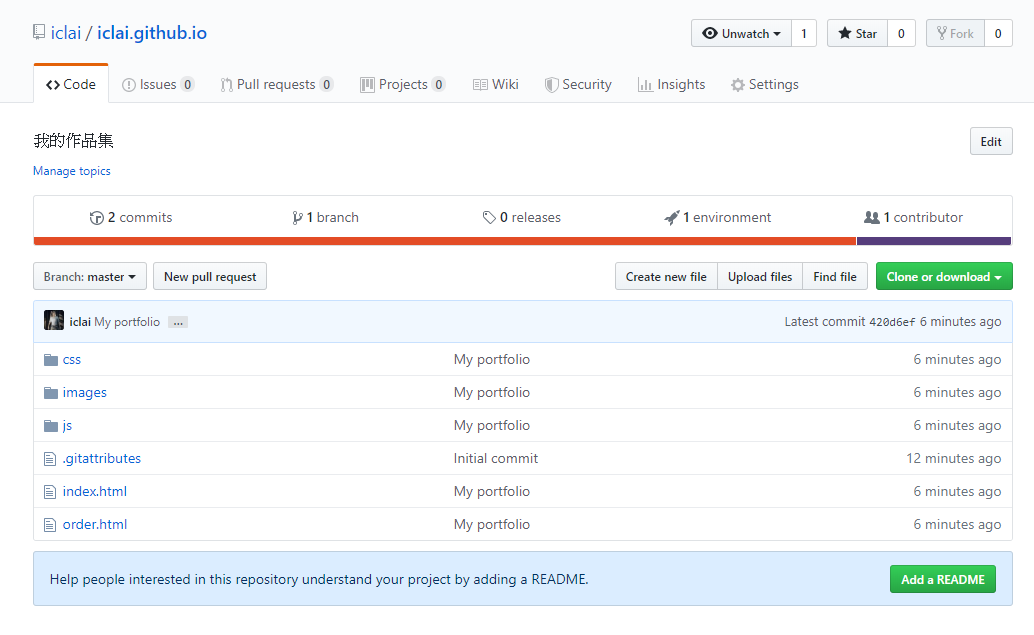 iclai / iclai.github.io
Unwatch 1 Star 0 Fork 0
Code Issues 0 Pull requests 0 Projects 0 Wiki Security Insights Settings
我的作品集
Edit
Manage topics
2 commits 1 branch 0 releases 1 environment 1 contributor
Branch: master New pull request Create new file Upload files Find file Clone or download
iclai My portfolio ... Latest commit 420d6ef 6 minutes ago
css My portfolio 6 minutes ago
images My portfolio 6 minutes ago
js My portfolio 6 minutes ago
.gitattributes Initial commit 12 minutes ago
index.html My portfolio 6 minutes ago
order.html My portfolio 6 minutes ago
Help people interested in this repository understand your project by adding a README. Add a README